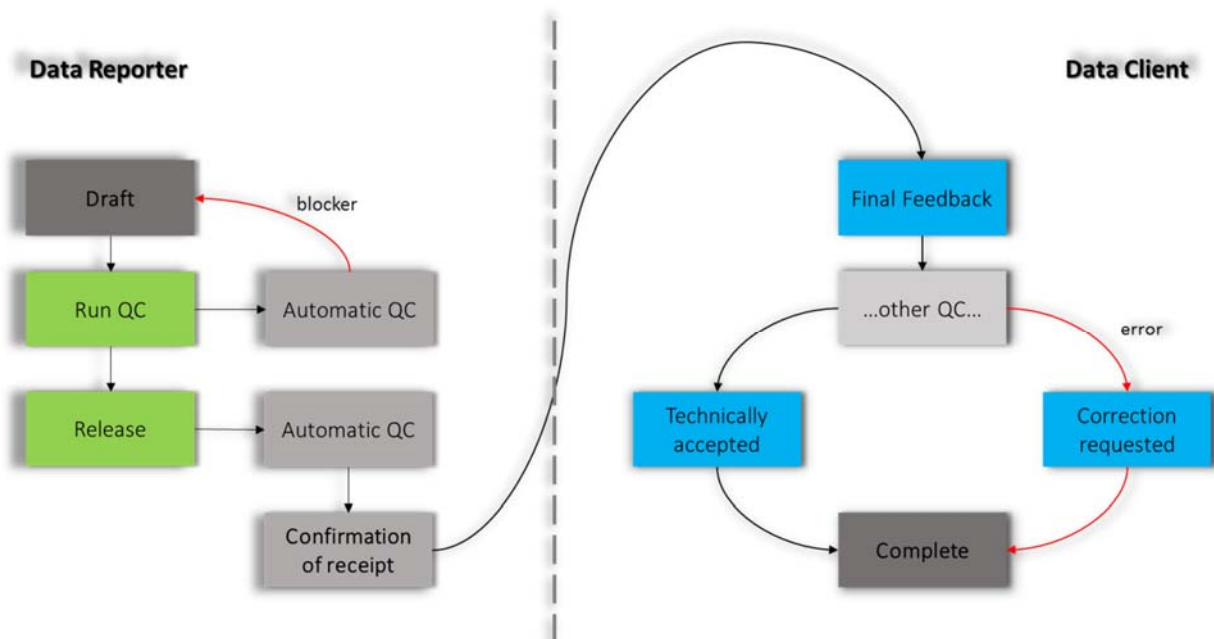 Data Reporter
Data Client
Draft
blocker
Final Feedback
Run QC
Automatic QC
...other QC...
error
Release
Automatic QC
Technically
accepted
Correction
requested
Confirmation
of receipt
Complete